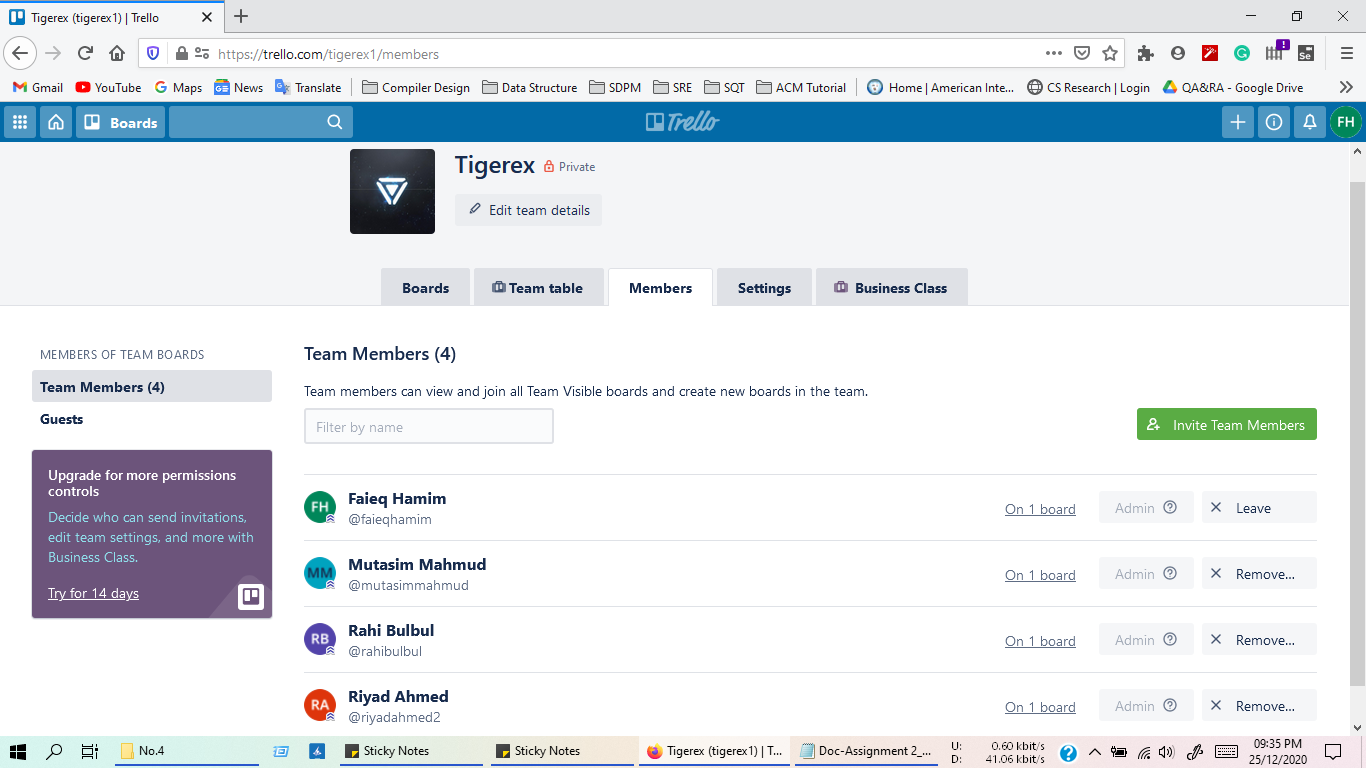 Tigerex (tigerex1) | Trello
https://trello.com/tigerex1/members
Gmail YouTube Maps News Translate Compiler Design Data Structure SDPM SRE SQT ACM Tutorial Home | American Inte... CS Research | Login QA&RA - Google Drive
Boards Trello FH
Tigerex Private
Edit team details
Boards Team table Members Settings Business Class
MEMBERS OF TEAM BOARDS
Team Members (4)
Guests
Upgrade for more permissions
controls
Decide who can send invitations,
edit team settings, and more with
Business Class.
Try for 14 days
Team Members (4)
Team members can view and join all Team Visible boards and create new boards in the team.
Filter by name
Invite Team Members
FH Faieq Hamim
@faieqhamim
On 1 board Admin Leave
MM Mutasim Mahmud
@mutasimmahmud
On 1 board Admin Remove...
RB Rahi Bulbul
@rahibulbul
On 1 board Admin Remove...
RA Riyad Ahmed
@riyadahmed2
On 1 board Admin Remove...
No.4 Sticky Notes Sticky Notes Tigerex (tigerex1) | T... Doc-Assignment 2_...
U: 0.60 kbit/s
D: 41.06 kbit/s
09:35 PM
25/12/2020